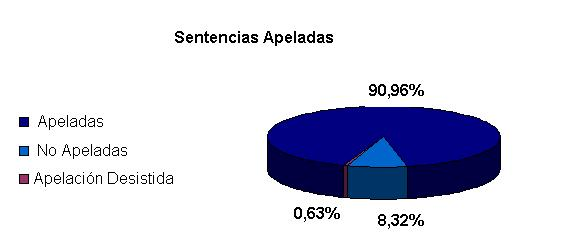 Sentencias Apeladas
90,96%
Apeladas
No Apeladas
Apelación Desistida
0,63%
8,32%